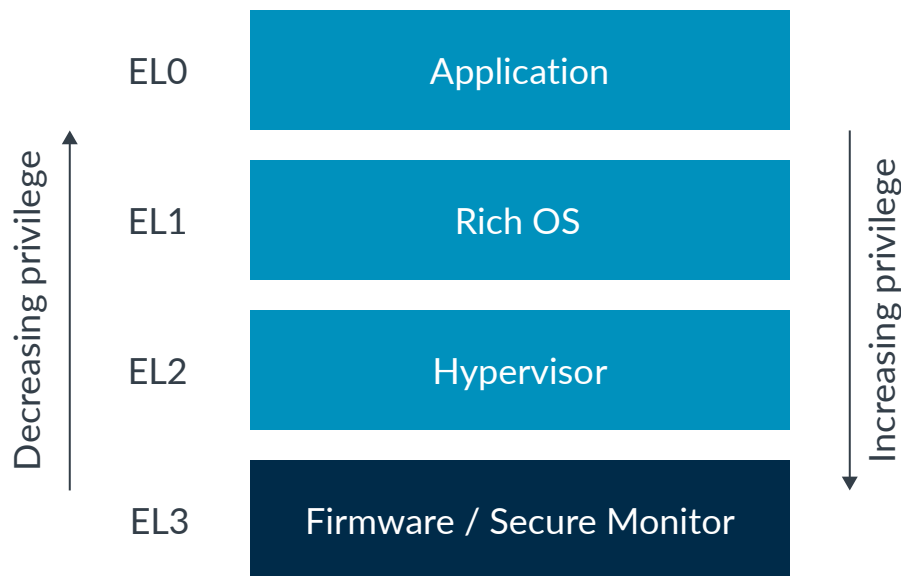 EL0
Application
EL1
Rich OS
EL2
Hypervisor
EL3
Firmware / Secure Monitor
Decreasing privilege
Increasing privilege